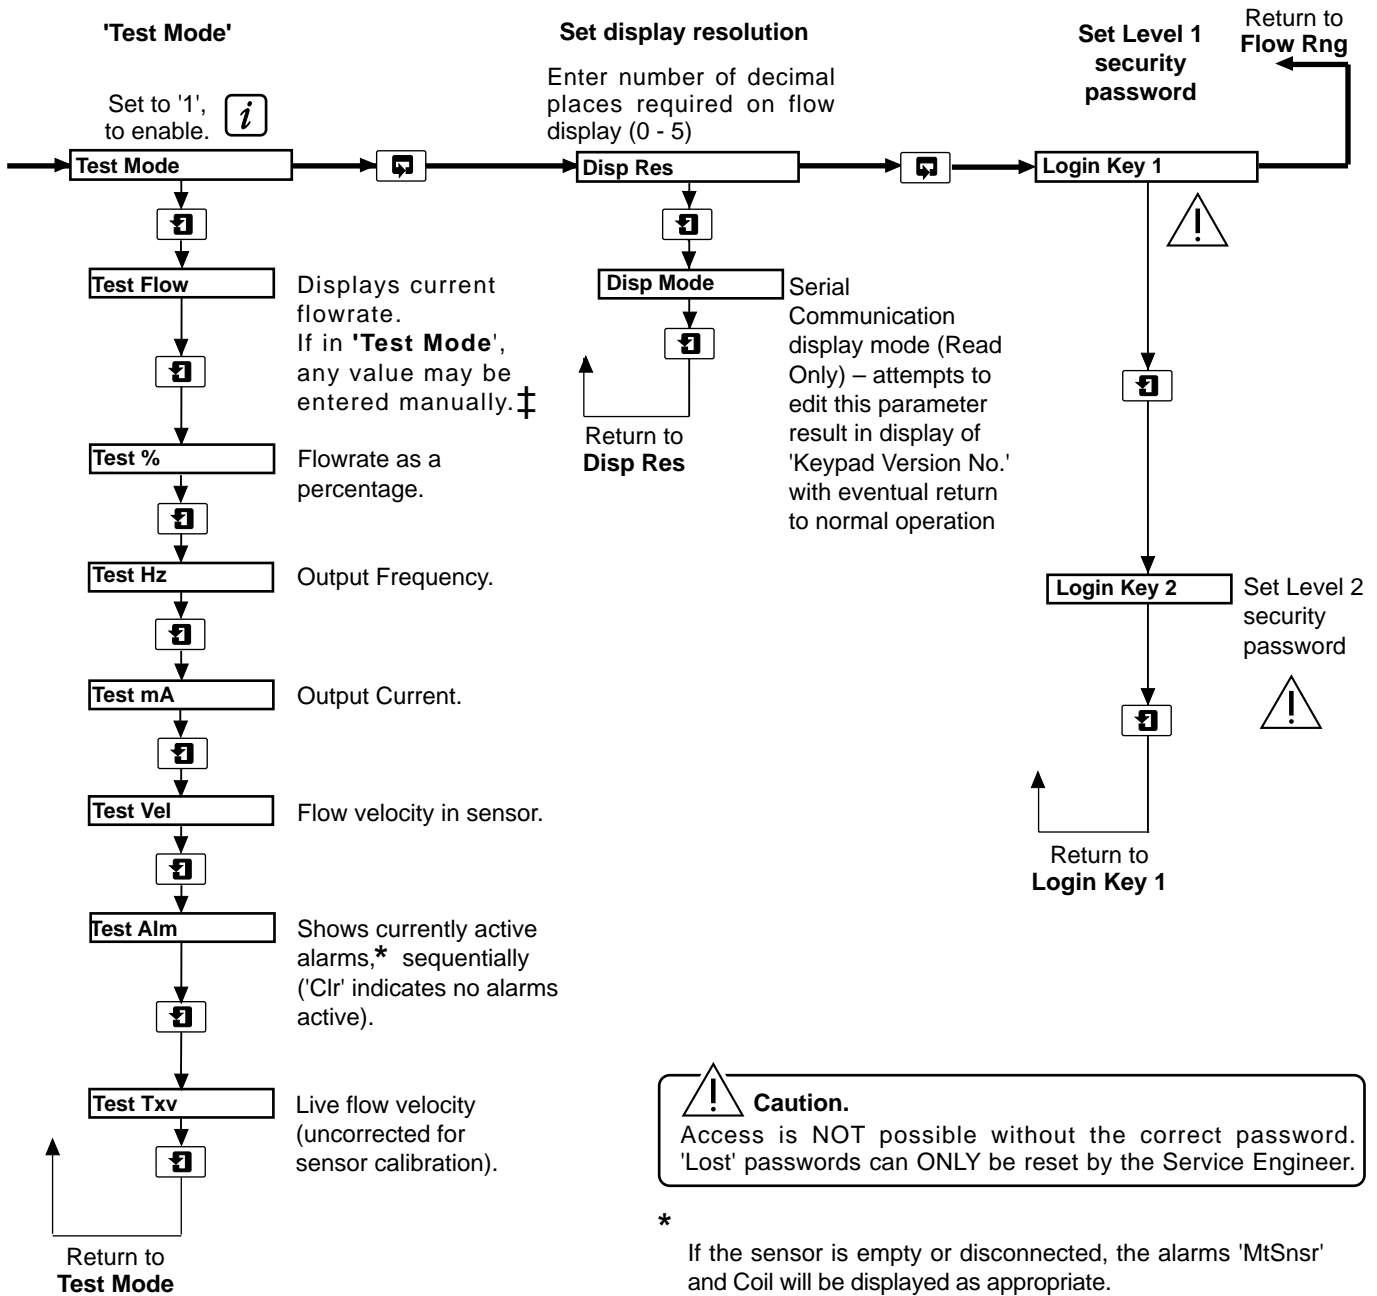 'Test Mode'
Set to '1',
to enable.
i
Test Mode
Test Flow
Displays current
flowrate.
If in 'Test Mode',
any value may be
entered manually.‡
Test %
Flowrate as a
percentage.
Test Hz
Output Frequency.
Test mA
Output Current.
Test Vel
Flow velocity in sensor.
Test Alm
Shows currently active
alarms,* sequentially
('Clr' indicates no alarms
active).
Test Txv
Live flow velocity
(uncorrected for
sensor calibration).
Return to
Test Mode
Set display resolution
Enter number of decimal
places required on flow
display (0 - 5)
Disp Res
Disp Mode
Serial
Communication
display mode (Read
Only) – attempts to
edit this parameter
result in display of
'Keypad Version No.'
with eventual return
to normal operation
Return to
Disp Res
Set Level 1
security
password
Return to
Flow Rng
Login Key 1
!
Login Key 2
Set Level 2
security
password
!
Return to
Login Key 1
! Caution.
Access is NOT possible without the correct password.
'Lost' passwords can ONLY be reset by the Service Engineer.
*
If the sensor is empty or disconnected, the alarms 'MtSnsr'
and Coil will be displayed as appropriate.